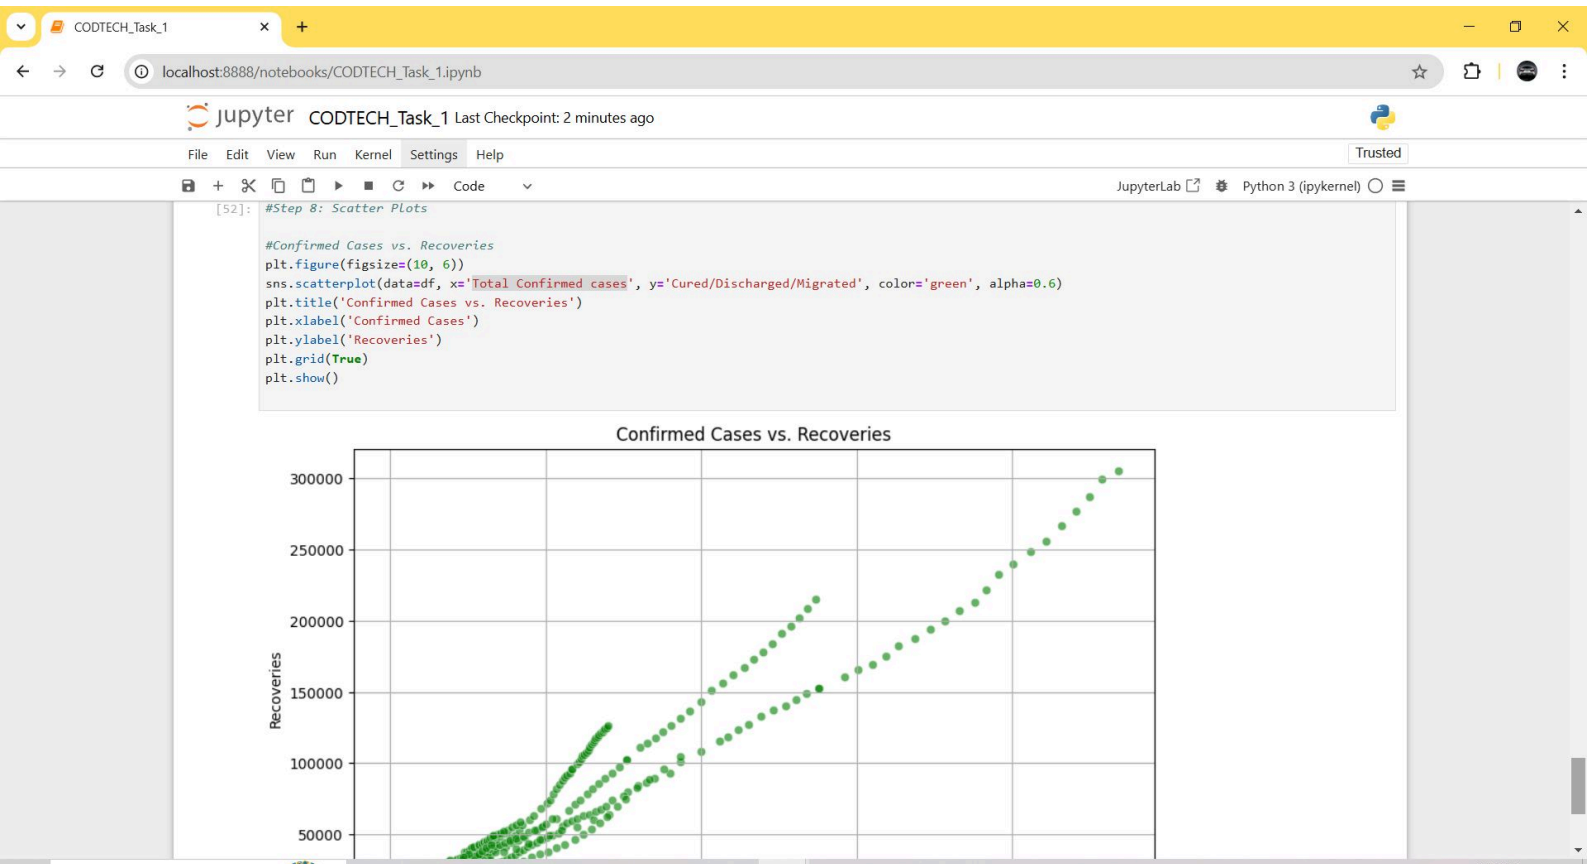 CODTECH_Task_1
localhost:8888/notebooks/CODTECH_Task_1.ipynb
jupyter CODTECH_Task_1 Last Checkpoint: 2 minutes ago
File Edit View Run Kernel Settings Help Trusted
Code JupyterLab Python 3 (ipykernel)
[52]: #Step 8: Scatter Plots
#Confirmed Cases vs. Recoveries
plt.figure(figsize=(10, 6))
sns.scatterplot(data=df, x='Total Confirmed cases', y='Cured/Discharged/Migrated', color='green', alpha=0.6)
plt.title('Confirmed Cases vs. Recoveries')
plt.xlabel('Confirmed Cases')
plt.ylabel('Recoveries')
plt.grid(True)
plt.show()
Confirmed Cases vs. Recoveries
300000
250000
200000
Recoveries
150000
100000
50000